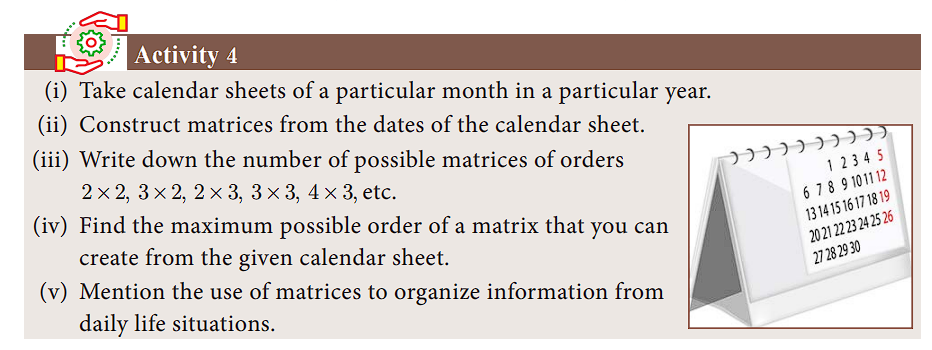 Activity 4
(i) Take calendar sheets of a particular month in a particular year.
(ii) Construct matrices from the dates of the calendar sheet.
(iii) Write down the number of possible matrices of orders
2×2, 3×2, 2×3, 3×3, 4×3, etc.
(iv) Find the maximum possible order of a matrix that you can
create from the given calendar sheet.
(v) Mention the use of matrices to organize information from
daily life situations.
1 2 3 4 5
6 7 8 9 10 11 12
13 14 15 16 17 18 19
20 21 22 23 24 25 26
27 28 29 30